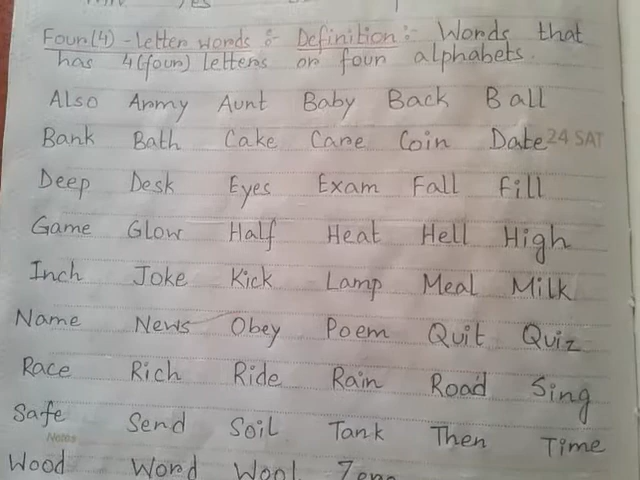 Yes
Four(4) - letter words :- Definition :- Words that
has 4(four) letters or four alphabets.
Also Army Aunt Baby Back Ball
Bank Bath Cake Care Coin Date 24 SAT
Deep Desk Eyes Exam Fall Fill
Game Glow Half Heat Hell High
Inch Joke Kick Lamp Meal Milk
Name News Obey Poem Quit Quiz
Race Rich Ride Rain Road Sing
Safe Send Soil Tank Then Time
Notes
Wood Word Wool Zero